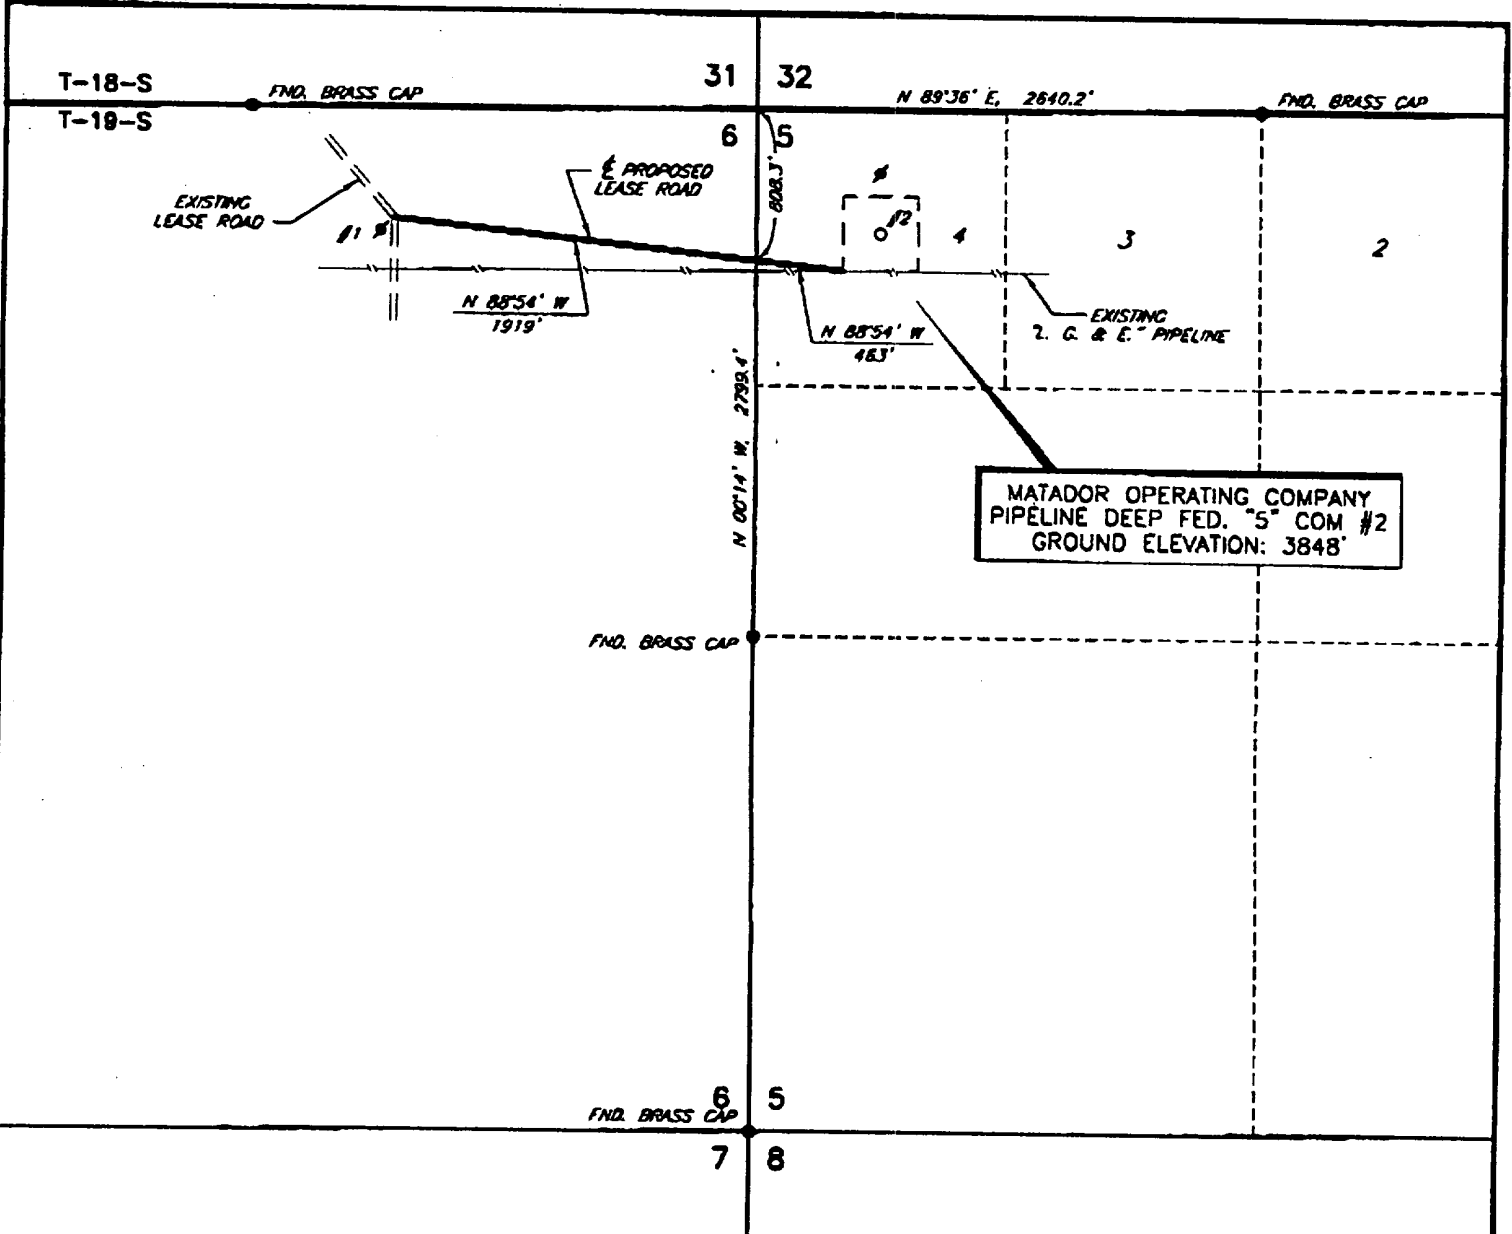 T-18-S
FND. BRASS CAP
31
32
N 89°36' E, 2640.2'
FND. BRASS CAP
T-19-S
6
5
808.3'
EXISTING
LEASE ROAD
₵ PROPOSED
LEASE ROAD
#1
#2
4
3
2
N 88°54' W
1919'
N 88°54' W
463'
EXISTING
G. & E." PIPELINE
N 00°14' W, 2799.4'
MATADOR OPERATING COMPANY
PIPELINE DEEP FED. "5" COM #2
GROUND ELEVATION: 3848'
FND. BRASS CAP
6
5
FND. BRASS CAP
7
8